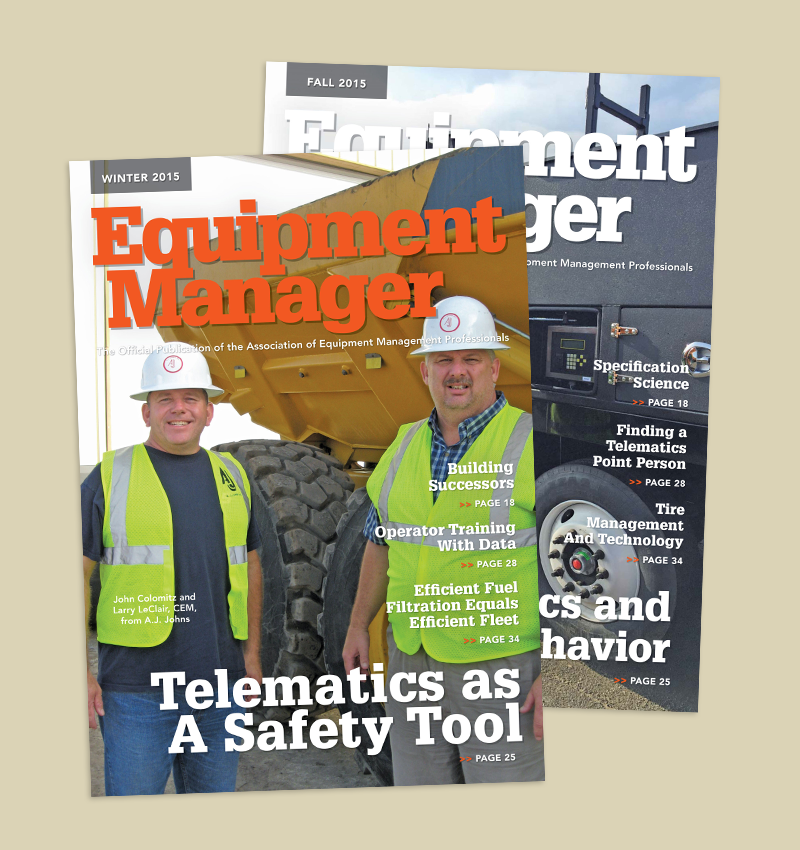 WINTER 2015
Equipment
Manager
The Official Publication of the Association of Equipment Management Professionals
AJ
Building
Successors
>> PAGE 18
Operator Training
With Data
>> PAGE 28
Efficient Fuel
Filtration Equals
Efficient Fleet
>> PAGE 34
John Colomitz and
Larry LeClair, CEM,
from A.J. Johns
Telematics as
A Safety Tool
>> PAGE 25
FALL 2015
Equipment
ger
Management Professionals
Specification
Science
>> PAGE 18
Finding a
Telematics
Point Person
>> PAGE 28
Tire
Management
And Technology
>> PAGE 34
cs and
havior
>> PAGE 25